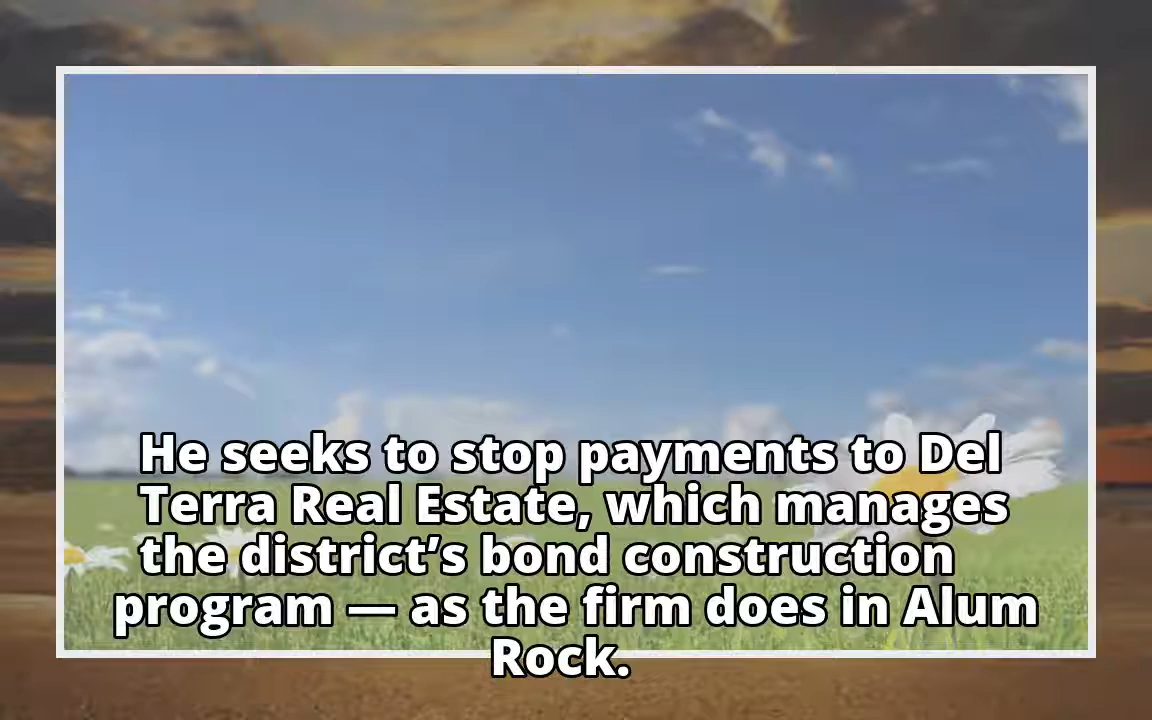 He seeks to stop payments to Del
Terra Real Estate, which manages
the district’s bond construction
program — as the firm does in Alum
Rock.